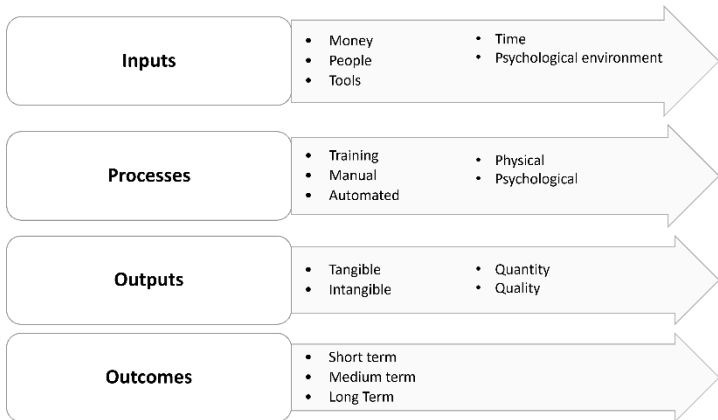 Inputs
• Money
• People
• Tools
• Time
• Psychological environment
Processes
• Training
• Manual
• Automated
• Physical
• Psychological
Outputs
• Tangible
• Intangible
• Quantity
• Quality
Outcomes
• Short term
• Medium term
• Long Term